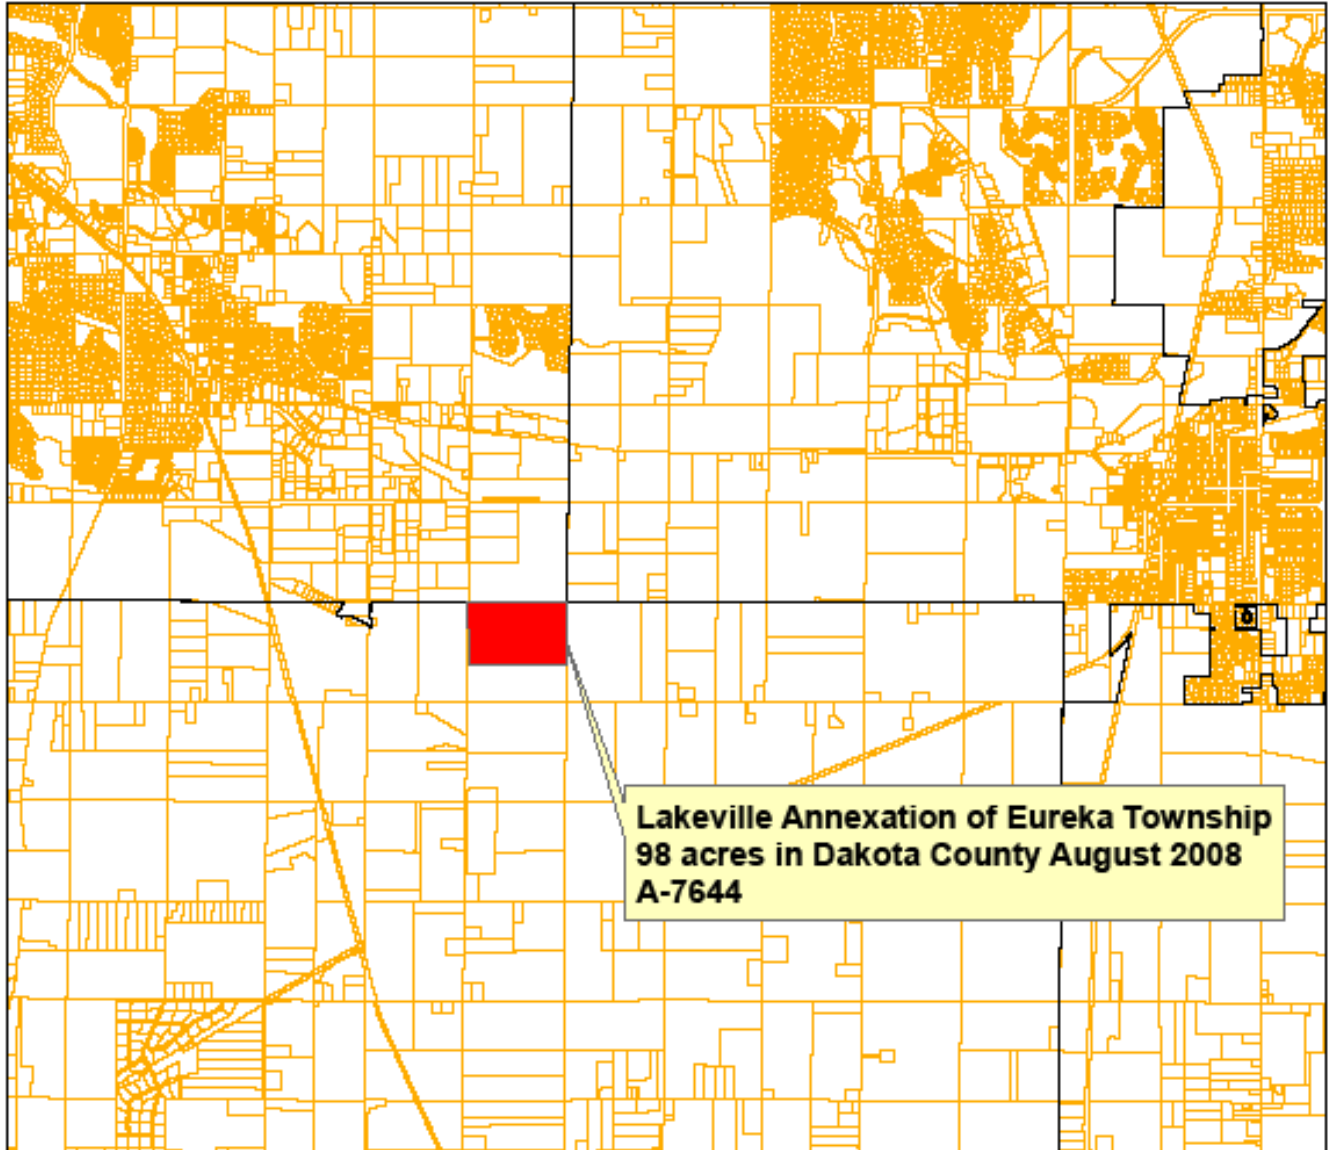 Lakeville Annexation of Eureka Township
98 acres in Dakota County August 2008
A-7644